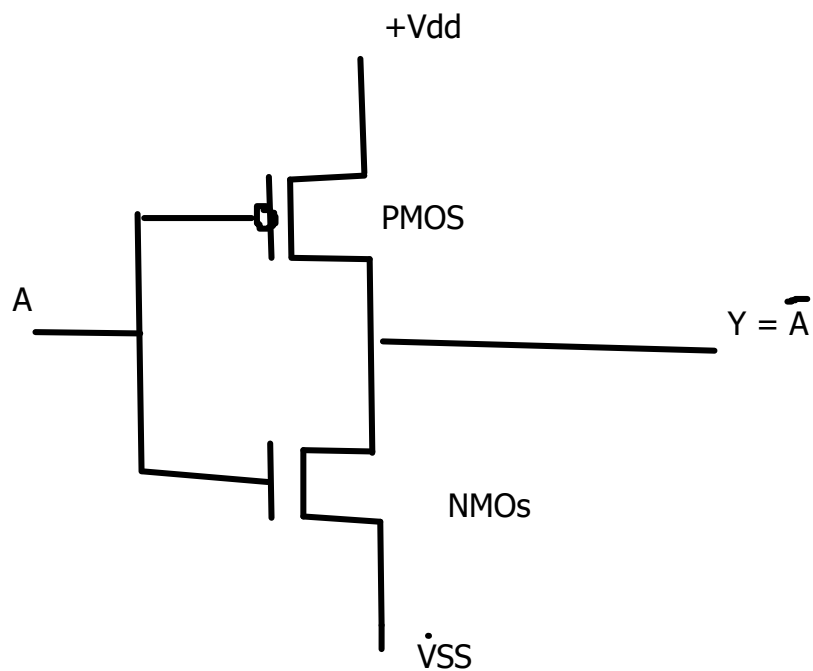 +Vdd
PMOS
A
Y = A̅
NMOs
VSS